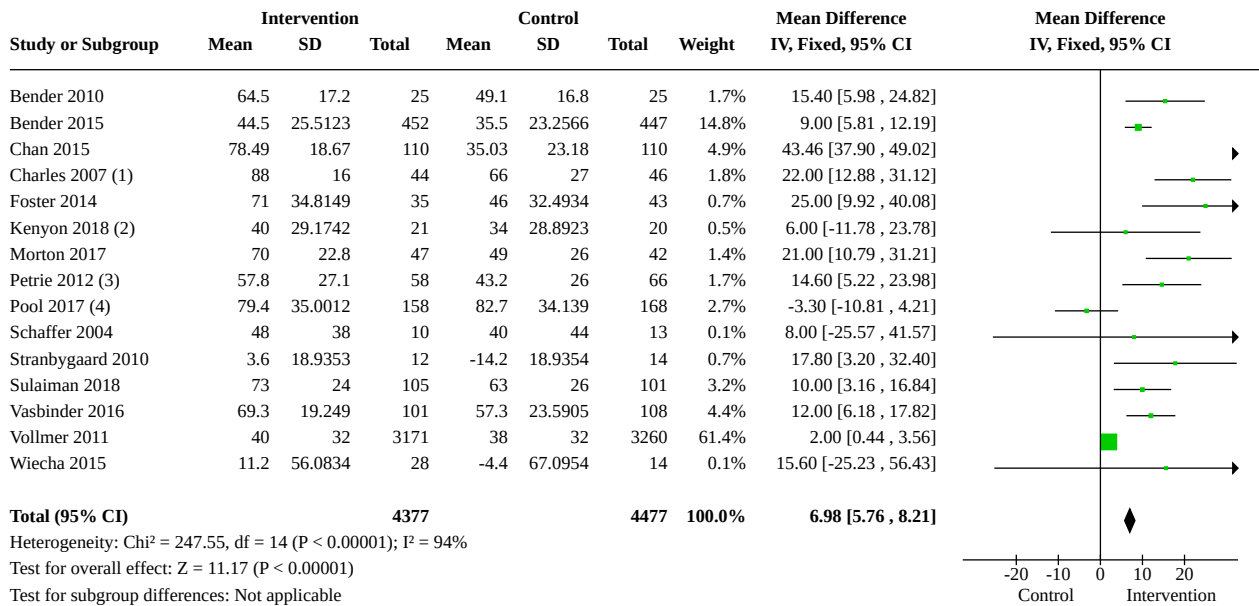 Intervention Control Mean Difference Mean Difference
Study or Subgroup Mean SD Total Mean SD Total Weight IV, Fixed, 95% CI IV, Fixed, 95% CI
Bender 2010 64.5 17.2 25 49.1 16.8 25 1.7% 15.40 [5.98 , 24.82]
Bender 2015 44.5 25.5123 452 35.5 23.2566 447 14.8% 9.00 [5.81 , 12.19]
Chan 2015 78.49 18.67 110 35.03 23.18 110 4.9% 43.46 [37.90 , 49.02]
Charles 2007 (1) 88 16 44 66 27 46 1.8% 22.00 [12.88 , 31.12]
Foster 2014 71 34.8149 35 46 32.4934 43 0.7% 25.00 [9.92 , 40.08]
Kenyon 2018 (2) 40 29.1742 21 34 28.8923 20 0.5% 6.00 [-11.78 , 23.78]
Morton 2017 70 22.8 47 49 26 42 1.4% 21.00 [10.79 , 31.21]
Petrie 2012 (3) 57.8 27.1 58 43.2 26 66 1.7% 14.60 [5.22 , 23.98]
Pool 2017 (4) 79.4 35.0012 158 82.7 34.139 168 2.7% -3.30 [-10.81 , 4.21]
Schaffer 2004 48 38 10 40 44 13 0.1% 8.00 [-25.57 , 41.57]
Stranbygaard 2010 3.6 18.9353 12 -14.2 18.9354 14 0.7% 17.80 [3.20 , 32.40]
Sulaiman 2018 73 24 105 63 26 101 3.2% 10.00 [3.16 , 16.84]
Vasbinder 2016 69.3 19.249 101 57.3 23.5905 108 4.4% 12.00 [6.18 , 17.82]
Vollmer 2011 40 32 3171 38 32 3260 61.4% 2.00 [0.44 , 3.56]
Wiecha 2015 11.2 56.0834 28 -4.4 67.0954 14 0.1% 15.60 [-25.23 , 56.43]
Total (95% CI) 4377 4477 100.0% 6.98 [5.76 , 8.21]
Heterogeneity: Chi² = 247.55, df = 14 (P < 0.00001); I² = 94%
Test for overall effect: Z = 11.17 (P < 0.00001)
-20 -10 0 10 20
Test for subgroup differences: Not applicable
Control Intervention